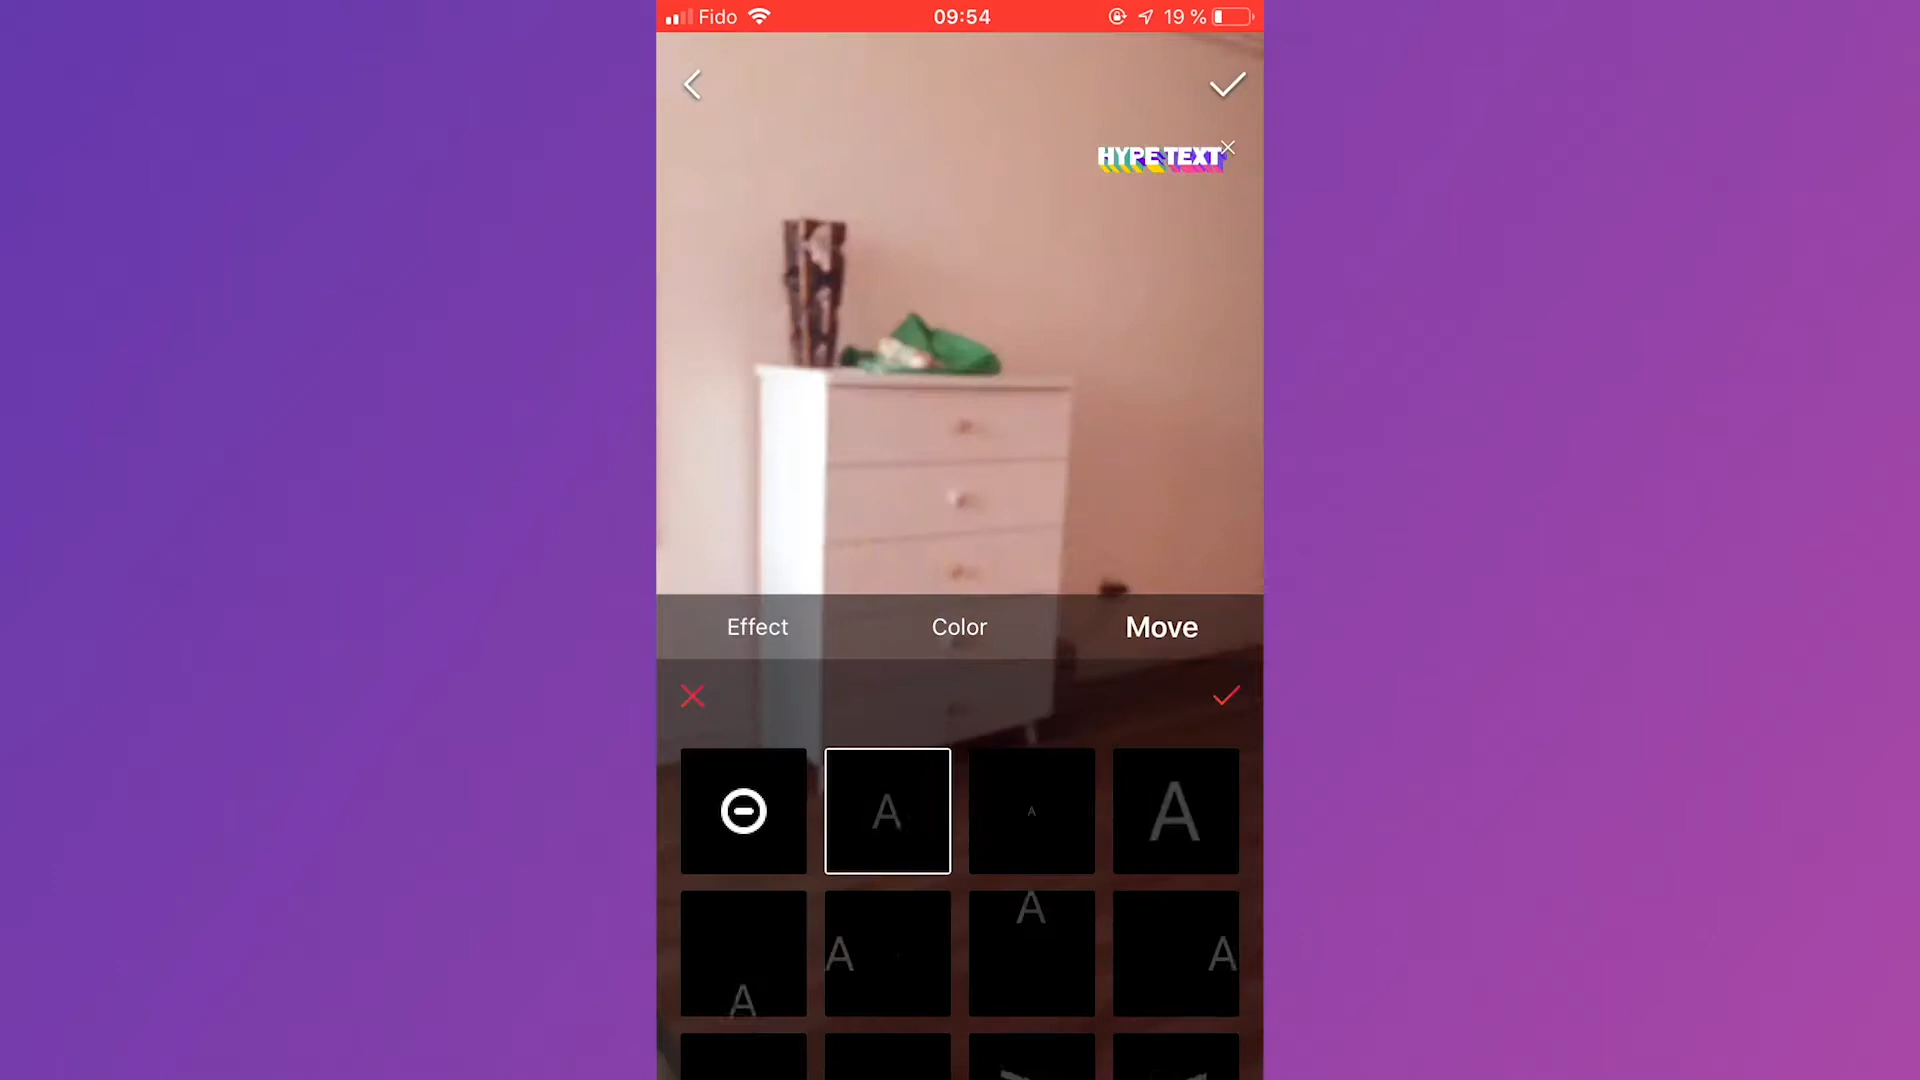 Fido 09:54 19 %
HYPE TEXT
Effect Color Move
A A A
A
A A
A